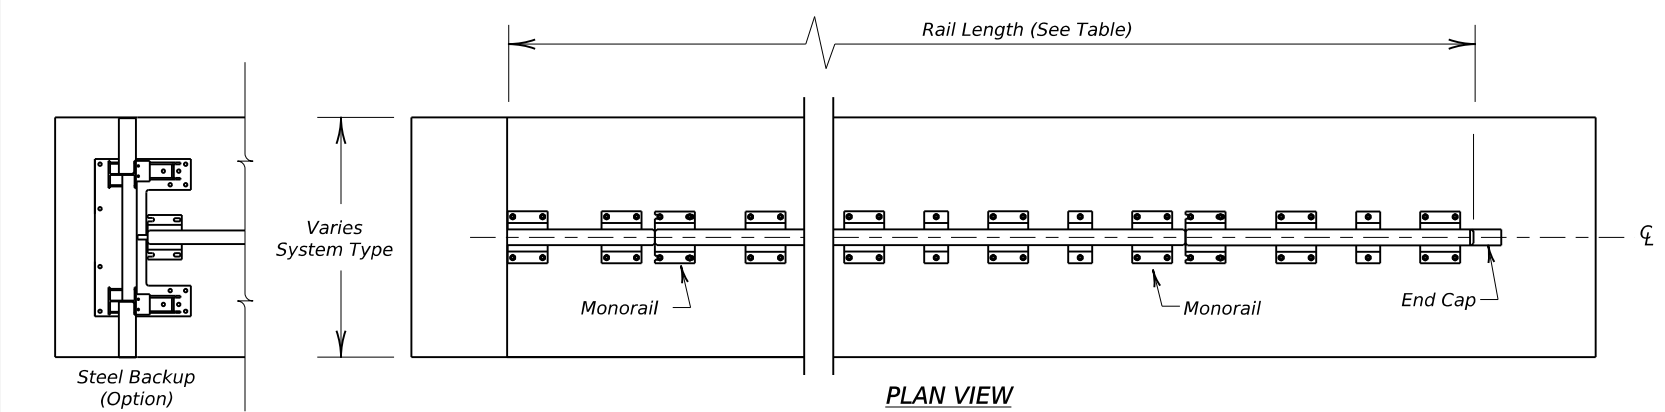 Rail Length (See Table)
Varies
System Type
℄
Monorail
Monorail
End Cap
Steel Backup
(Option)
PLAN VIEW